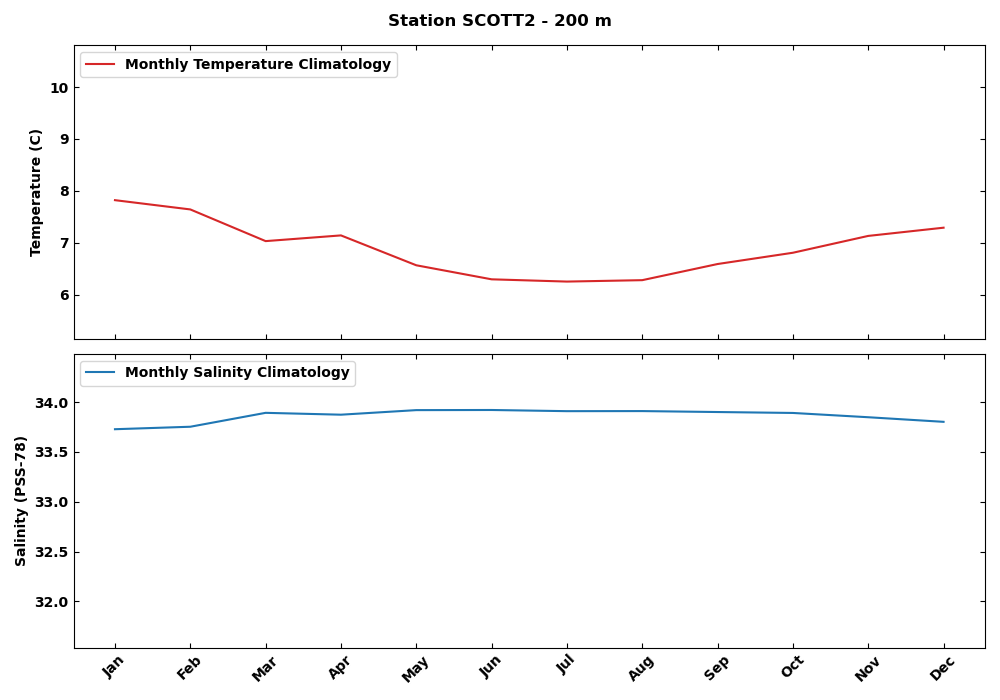 Station SCOTT2 - 200 m
Monthly Temperature Climatology
Temperature (C)
10
9
8
7
6
Monthly Salinity Climatology
Salinity (PSS-78)
34.0
33.5
33.0
32.5
32.0
Jan Feb Mar Apr May Jun Jul Aug Sep Oct Nov Dec